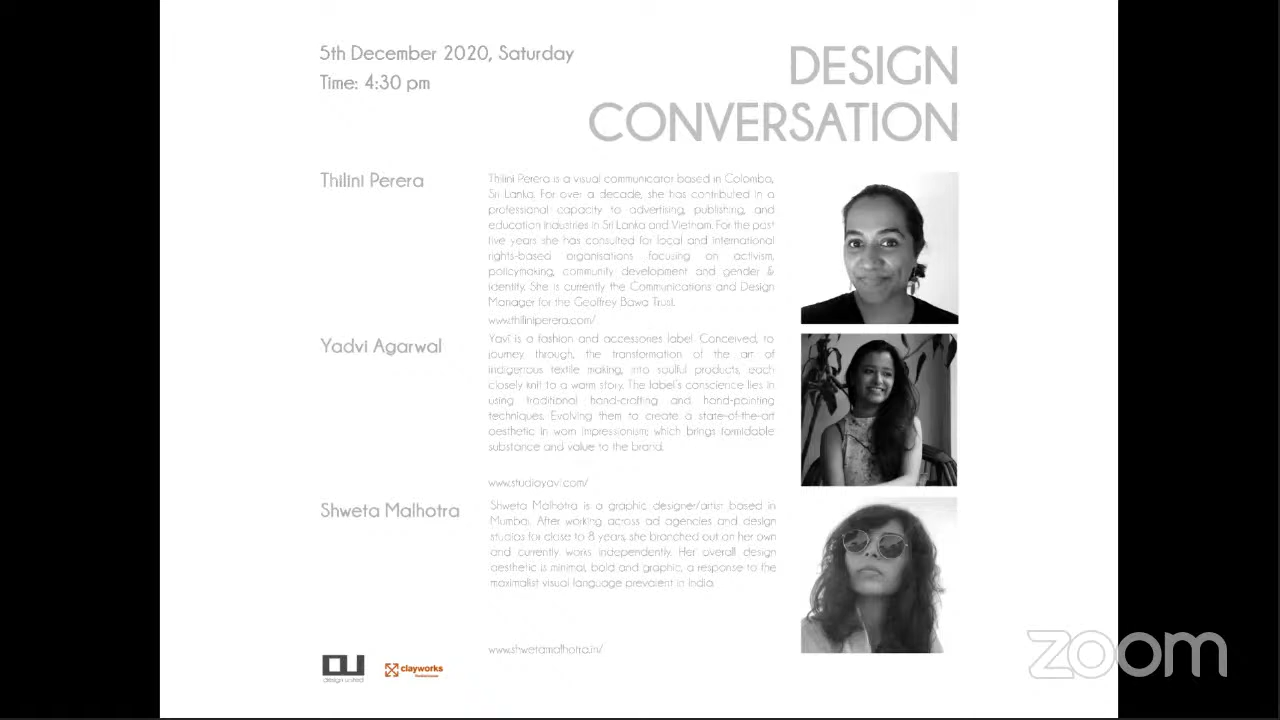 5th December 2020, Saturday
Time: 4:30 pm
DESIGN
CONVERSATION
Thilini Perera
Thilini Perera is a visual communicator based in Colombo,
Sri Lanka. For over a decade, she has contributed in a
professional capacity to advertising, publishing, and
education industries in Sri Lanka and Vietnam. For the past
five years she has consulted for local and international
rights-based organisations focusing on activism,
policymaking, community development and gender &
identity. She is currently the Communications and Design
Manager for the Geoffrey Bawa Trust.
www.thiliniperera.com/
Yadvi Agarwal
Yavi is a fashion and accessories label. Conceived, to
journey through, the transformation of the art of
indigenous textile making, into soulful products, each
closely knit to a warm story. The label's conscience lies in
using traditional hand-crafting and hand-painting
techniques. Evolving them to create a state-of-the-art
aesthetic in worn impressionism; which brings formidable
substance and value to the brand.
www.studioyavi.com/
Shweta Malhotra
Shweta Malhotra is a graphic designer/artist based in
Mumbai. After working across ad agencies and design
studios for close to 8 years, she branched out on her own
and currently works independently. Her overall design
aesthetic is minimal, bold and graphic, a response to the
maximalist visual language prevalent in India.
www.shwetamalhotra.in/
design united
clayworks
zoom